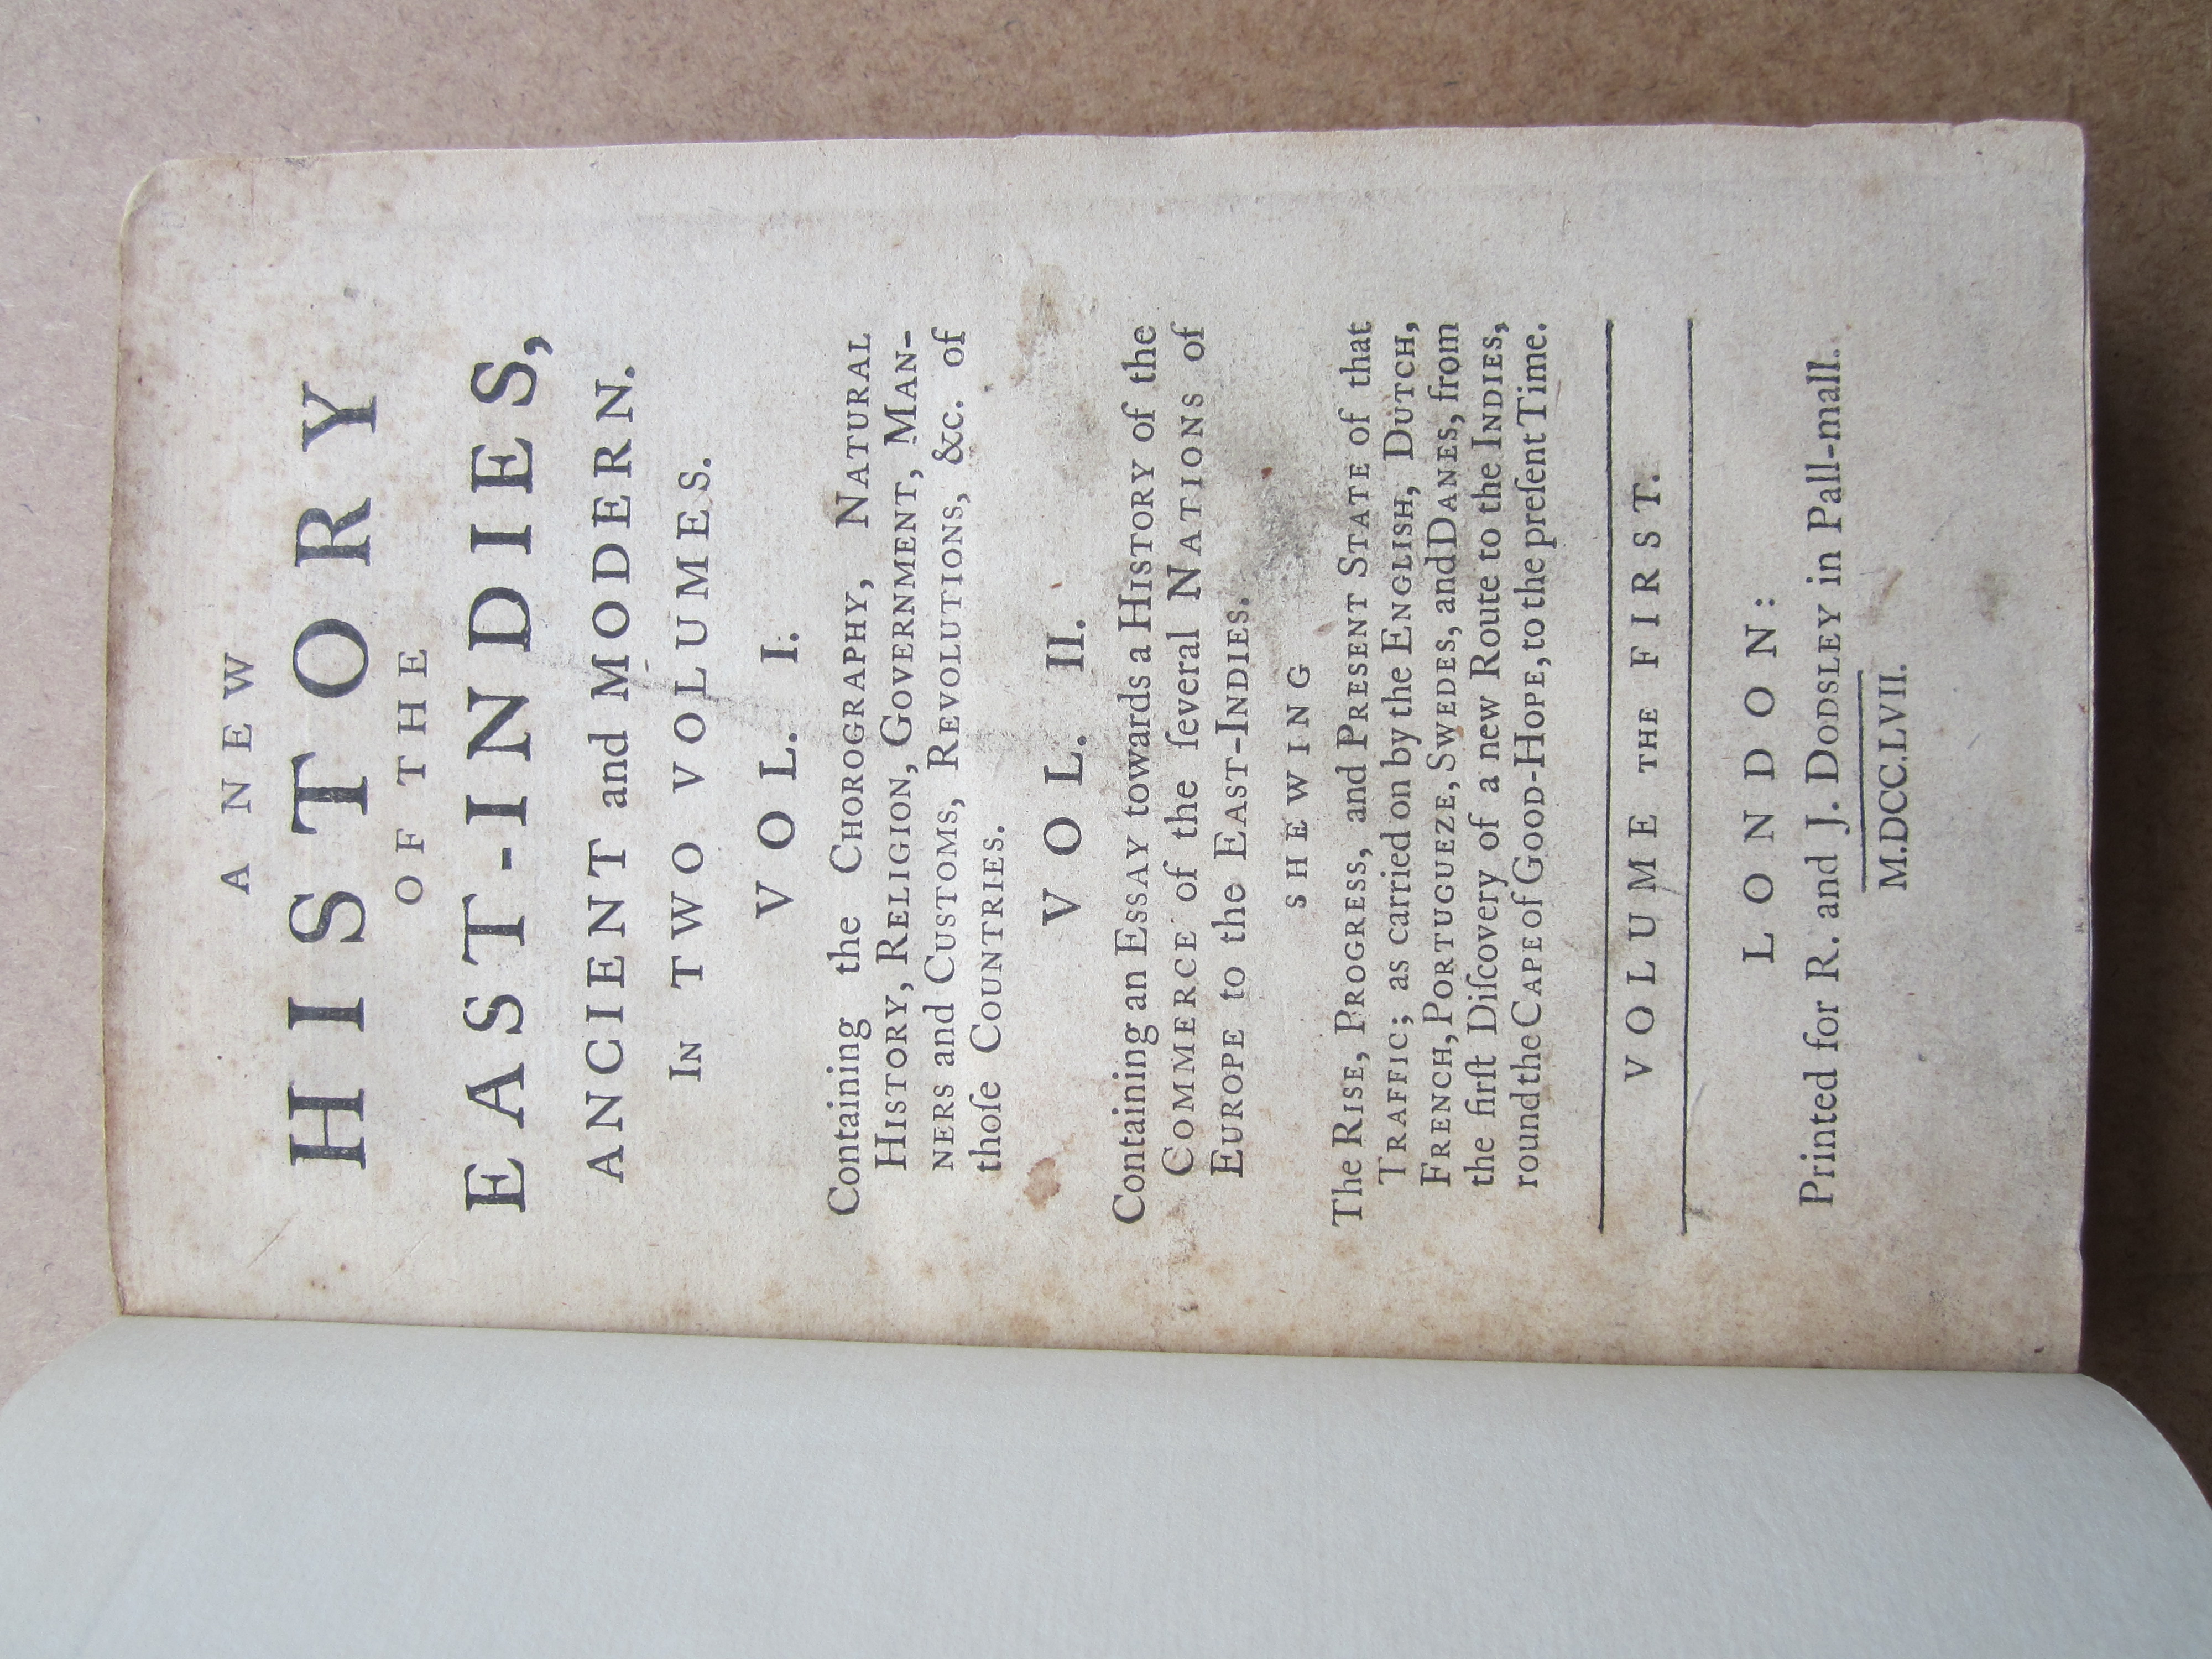 A NEW
HISTORY
OF THE
EAST-INDIES,
ANCIENT and MODERN.
IN TWO VOLUMES.
VOL. I.
Containing the CHOROGRAPHY, NATURAL
HISTORY, RELIGION, GOVERNMENT, MAN-
NERS and CUSTOMS, REVOLUTIONS, &c. of
thoſe COUNTRIES.
VOL. II.
Containing an ESSAY towards a HISTORY of the
COMMERCE of the ſeveral NATIONS of
EUROPE to the EAST-INDIES.
SHEWING
The RISE, PROGRESS, and PRESENT STATE of that
TRAFFIC; as carried on by the ENGLISH, DUTCH,
FRENCH, PORTUGUEZE, SWEDES, and DANES, from
the firſt Diſcovery of a new Route to the INDIES,
round the CAPE of GOOD-HOPE, to the preſent Time.
VOLUME THE FIRST.
LONDON:
Printed for R. and J. DODSLEY in Pall-mall.
M.DCC.LVII.